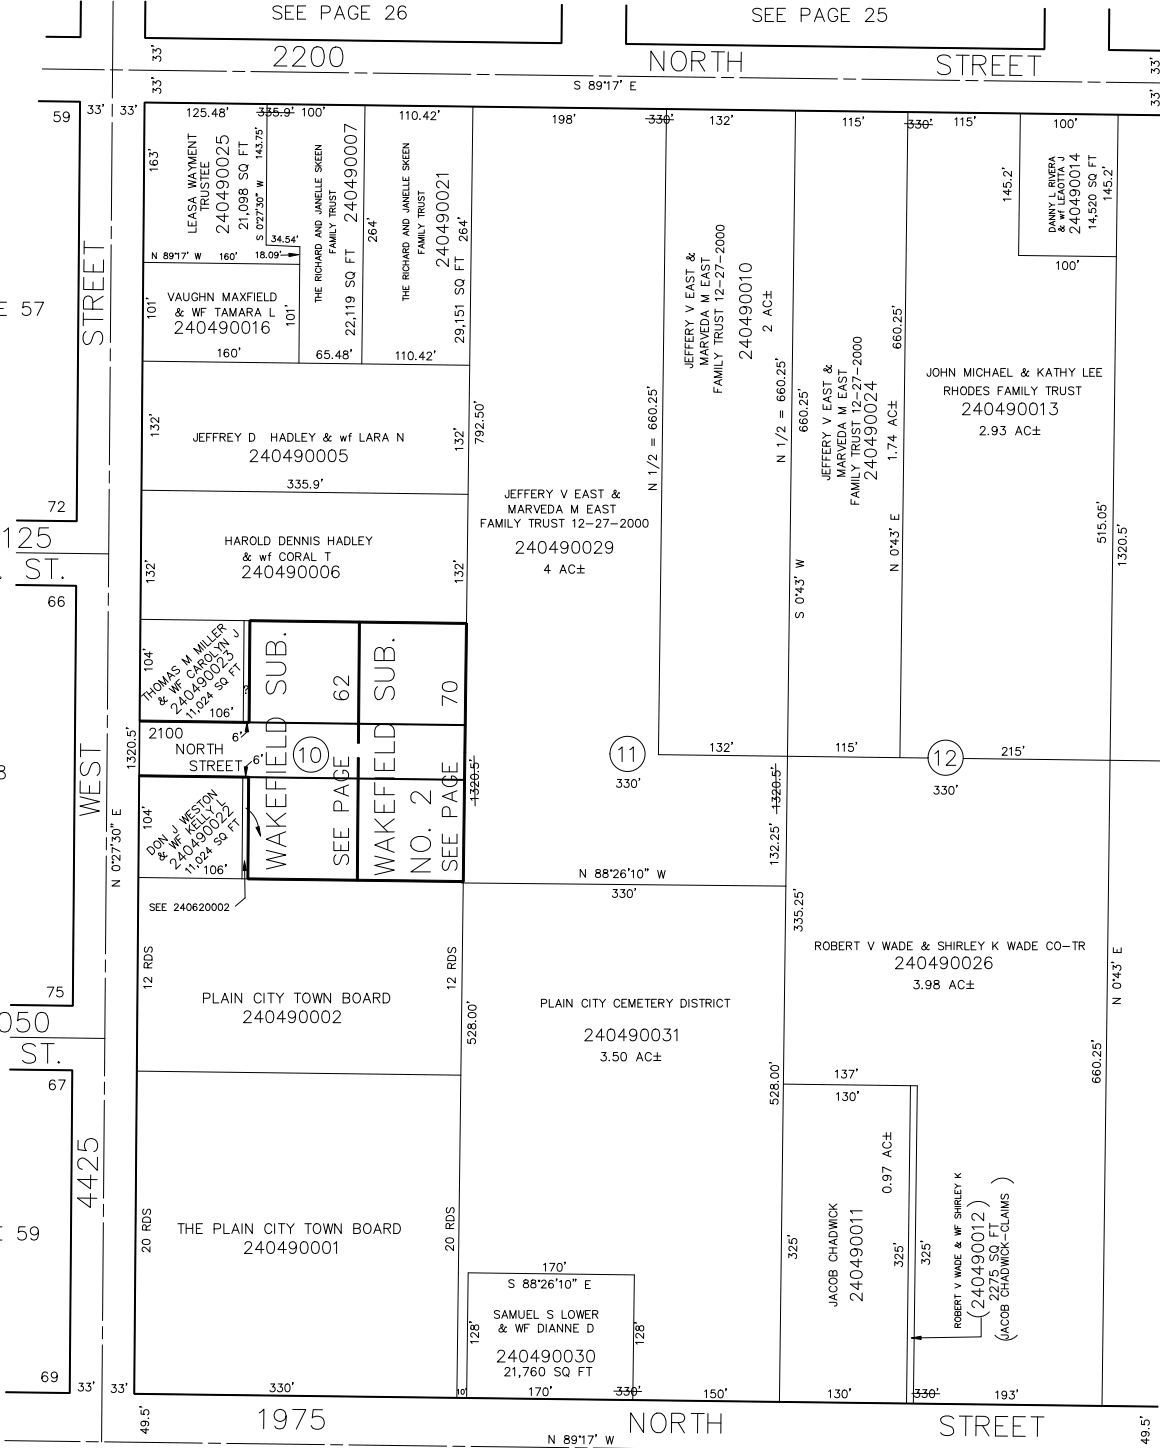 SEE PAGE 26
SEE PAGE 25
33'
2200
NORTH
STREET
33'
33'
S 89°17' E
33'
59
33'
33'
125.48'
335.9'
100'
110.42'
198'
330'
132'
115'
330'
115'
100'
163'
LEASA WAYMENT
TRUSTEE
240490025
21,098 SQ FT
S 0°27'30" W 143.75'
34.54'
18.09'
N 89°17' W 160'
THE RICHARD AND JANELLE SKEEN
FAMILY TRUST
22,119 SQ FT 240490007
264'
THE RICHARD AND JANELLE SKEEN
FAMILY TRUST
240490021
29,151 SQ FT 264'
VAUGHN MAXFIELD
& WF TAMARA L
240490016
101'
101'
160'
65.48'
110.42'
E 57
STREET
132'
JEFFREY D HADLEY & wf LARA N
240490005
132'
335.9'
792.50'
JEFFERY V EAST &
MARVEDA M EAST
FAMILY TRUST 12-27-2000
240490029
4 AC±
N 1/2 = 660.25'
JEFFERY V EAST &
MARVEDA M EAST
FAMILY TRUST 12-27-2000
240490010
2 AC±
N 1/2 = 660.25'
660.25'
S 0°43' W
JEFFERY V EAST &
MARVEDA M EAST
FAMILY TRUST 12-27-2000
240490024
1.74 AC±
660.25'
N 0°43' E
145.2'
DANNY L RIVERA
& wf LEAOTTA J
240490014
14,520 SQ FT
145.2'
100'
JOHN MICHAEL & KATHY LEE
RHODES FAMILY TRUST
240490013
2.93 AC±
515.05'
1320.5'
72
125
ST.
66
HAROLD DENNIS HADLEY
& wf CORAL T
240490006
132'
132'
104'
THOMAS M MILLER
& WF CAROLYN J
240490023
11,024 SQ FT
106'
?
WAKEFIELD SUB.
SEE PAGE 62
WAKEFIELD SUB.
NO. 2
SEE PAGE 70
1320.5'
2100
NORTH
STREET
6'
6'
10
11
12
1320.5'
330'
132'
115'
215'
330'
1320.5'
132.25'
WEST
N 0°27'30" E
104'
DON J WESTON
& WF KELLY L
240490022
11,024 SQ FT
106'
SEE 240620002
N 88°26'10" W
330'
335.25'
ROBERT V WADE & SHIRLEY K WADE CO-TR
240490026
3.98 AC±
N 0°43' E
12 RDS
PLAIN CITY TOWN BOARD
240490002
12 RDS
528.00'
PLAIN CITY CEMETERY DISTRICT
240490031
3.50 AC±
528.00'
660.25'
75
050
ST.
67
137'
130'
4425
E 59
20 RDS
THE PLAIN CITY TOWN BOARD
240490001
20 RDS
170'
S 88°26'10" E
SAMUEL S LOWER
& WF DIANNE D
240490030
21,760 SQ FT
128'
128'
325'
JACOB CHADWICK
240490011
0.97 AC±
325'
325'
ROBERT V WADE & WF SHIRLEY K
(240490012)
2275 SQ FT
(JACOB CHADWICK-CLAIMS)
69
33'
33'
330'
10'
170'
330'
150'
130'
330'
193'
49.5'
1975
NORTH
STREET
49.5'
N 89°17' W